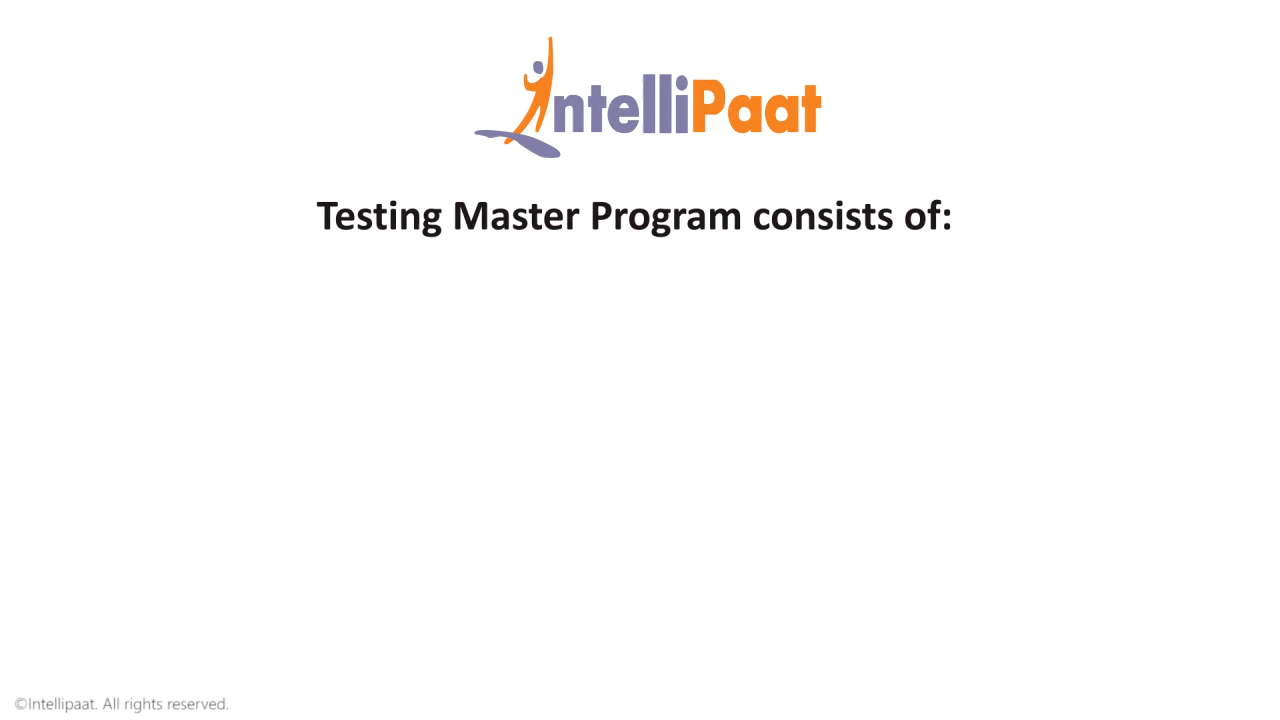 IntelliPaat
Testing Master Program consists of:
©Intellipaat. All rights reserved.